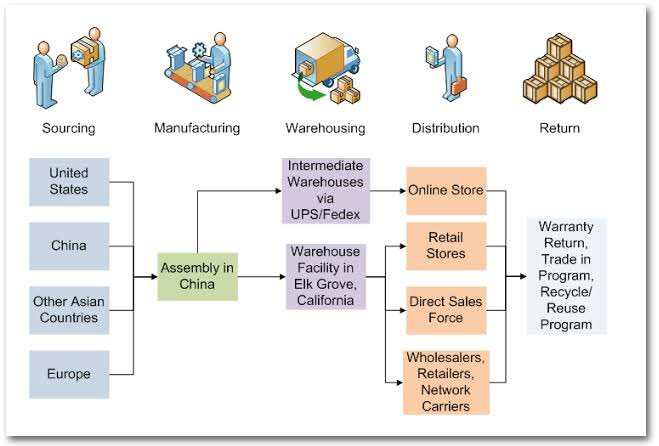 Sourcing
Manufacturing
Warehousing
Distribution
Return
United
States
China
Other Asian
Countries
Europe
Assembly in
China
Intermediate
Warehouses
via
UPS/Fedex
Warehouse
Facility in
Elk Grove,
California
Online Store
Retail
Stores
Direct Sales
Force
Wholesalers,
Retailers,
Network
Carriers
Warranty
Return,
Trade in
Program,
Recycle/
Reuse
Program